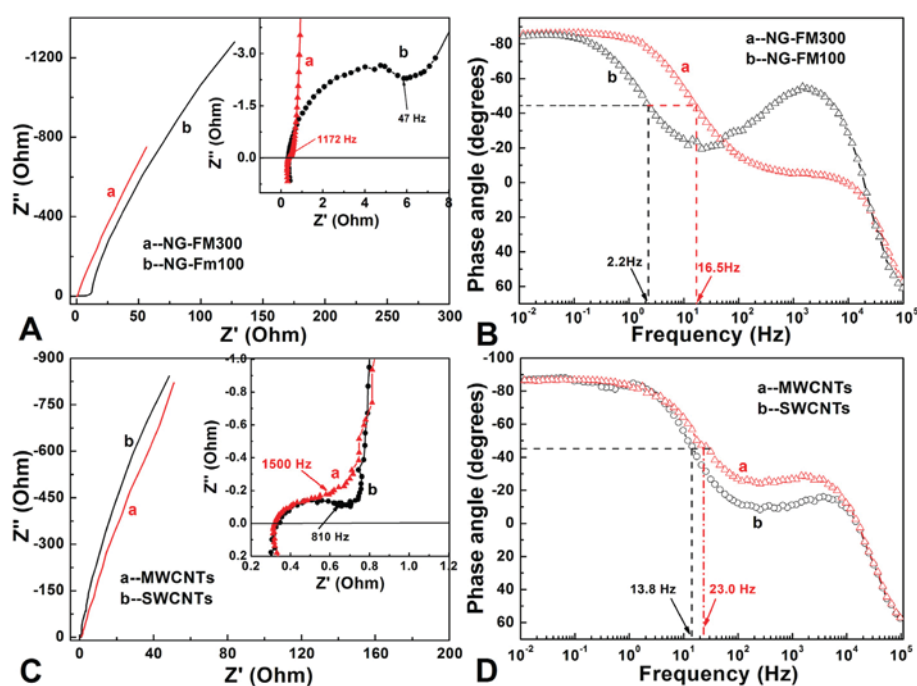 A
Z'' (Ohm)
-1200
-800
-400
0
0 50 100 150 200 250 300
Z' (Ohm)
a
b
a--NG-FM300
b--NG-Fm100
Z'' (Ohm)
-3.0
-1.5
0.0
0 2 4 6 8
Z' (Ohm)
a
b
1172 Hz
47 Hz
B
Phase angle (degrees)
-80
-60
-40
-20
0
20
40
60
10-2 10-1 100 101 102 103 104 105
Frequency (Hz)
a--NG-FM300
b--NG-FM100
a
b
2.2Hz
16.5Hz
C
Z'' (Ohm)
-900
-750
-600
-450
-300
-150
0
0 40 80 120 160 200
Z' (Ohm)
b
a
a--MWCNTs
b--SWCNTs
Z'' (Ohm)
-1.0
-0.8
-0.6
-0.4
-0.2
0.0
0.2
0.2 0.4 0.6 0.8 1.0 1.2
Z' (Ohm)
1500 Hz
a
b
810 Hz
D
Phase angle (degrees)
-100
-80
-60
-40
-20
0
20
40
60
10-2 10-1 100 101 102 103 104 105
Frequency (Hz)
a--MWCNTs
b--SWCNTs
a
b
13.8 Hz
23.0 Hz